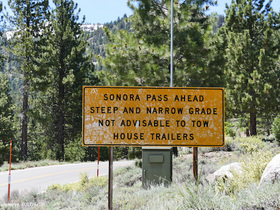 SONORA PASS AHEAD
STEEP AND NARROW GRADE
NOT ADVISABLE TO TOW
HOUSE TRAILERS